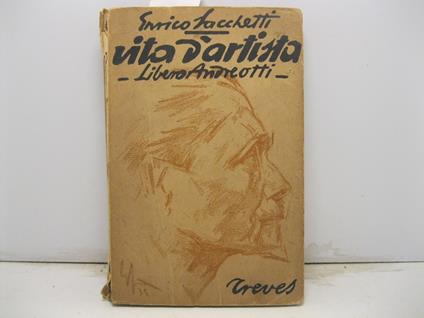 Enrico Sacchetti
vita d'artista
- Libero Andreotti -
Treves